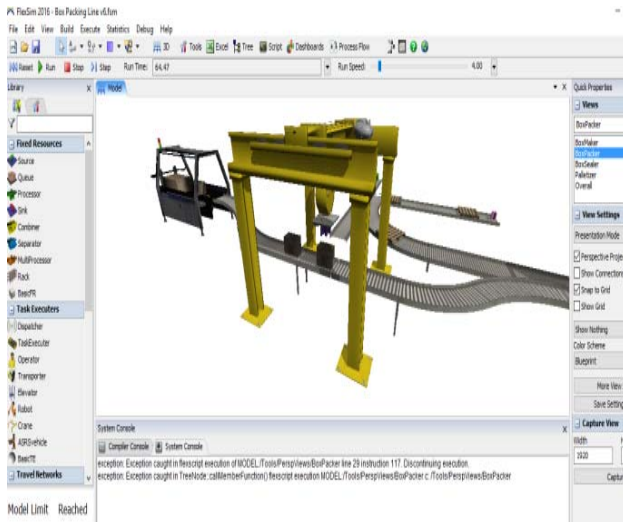 FlexSim 2016 - Box Packing Line v6.fsm
File Edit View Build Execute Statistics Debug Help
3D Tools Excel Tree Script Dashboards Process Flow
Reset Run Stop Step Run Time: 64.47 Run Speed: 4.00
Library
Model
Quick Properties
Views
BoxPacker
BoxMaker
BoxPacker
BoxSealer
Palletizer
Overall
View Settings
Presentation Mode
Perspective Proje
Show Connection
Snap to Grid
Show Grid
Show Nothing
Color Scheme
Blueprint
More View
Save Setting
Capture View
Width
1920
Captu
Fixed Resources
Source
Queue
Processor
Sink
Combiner
Separator
MultiProcessor
Rack
BasicFR
Task Executers
Dispatcher
TaskExecuter
Operator
Transporter
Elevator
Robot
Crane
ASRSvehicle
BasicTE
Travel Networks
Model Limit Reached
System Console
Compiler Console System Console
exception: Exception caught in flexscript execution of MODEL:/Tools/PerspViews/BoxPacker line 29 instruction 117. Discontinuing execution.
exception: Exception caught in TreeNode::callMemberFunction() flexscript execution MODEL:/Tools/PerspViews/BoxPacker c: /Tools/PerspViews/BoxPacker